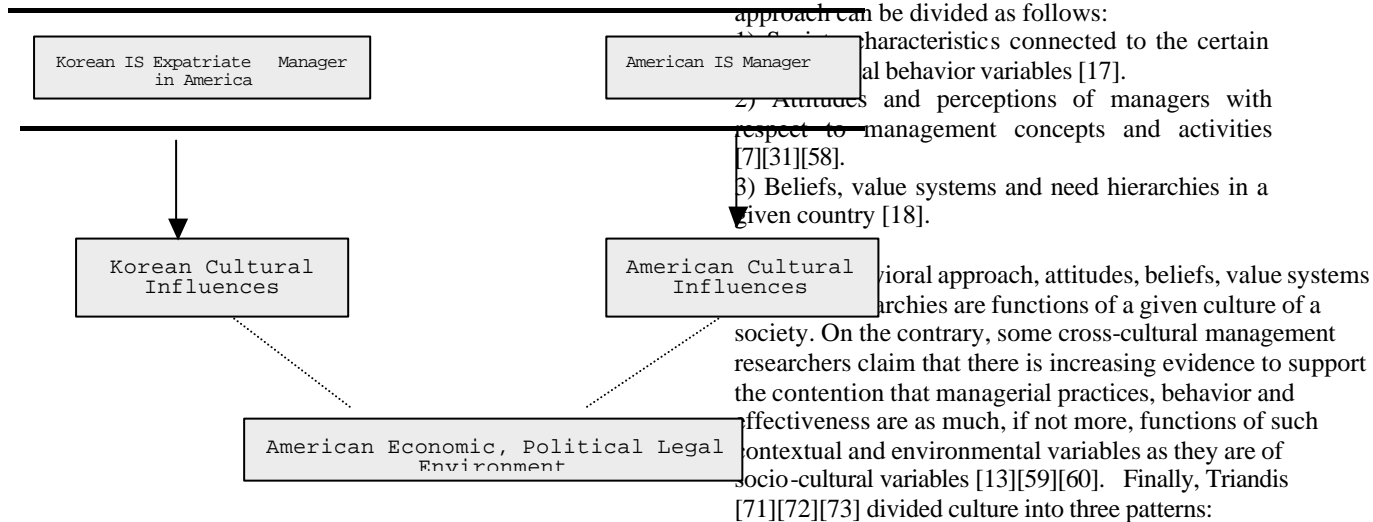 Korean IS Expatriate Manager
in America
American IS Manager
Korean Cultural
Influences
American Cultural
Influences
American Economic, Political Legal
Environment
approach can be divided as follows:
characteristics connected to the certain
behavior variables [17].
2) Attitudes and perceptions of managers with
respect to management concepts and activities
[7][31][58].
3) Beliefs, value systems and need hierarchies in a
given country [18].
approach, attitudes, beliefs, value systems
are functions of a given culture of a
society. On the contrary, some cross-cultural management
researchers claim that there is increasing evidence to support
the contention that managerial practices, behavior and
effectiveness are as much, if not more, functions of such
contextual and environmental variables as they are of
socio-cultural variables [13][59][60]. Finally, Triandis
[71][72][73] divided culture into three patterns: